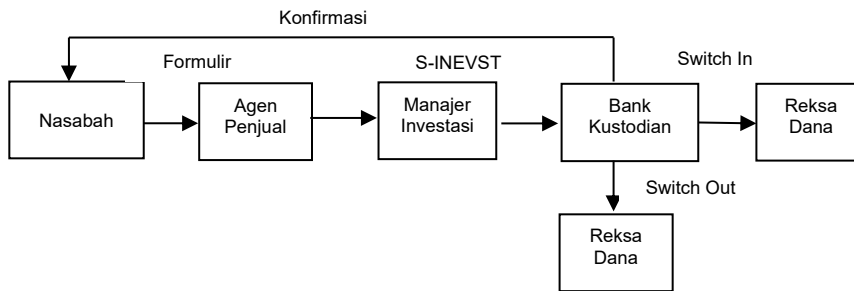 Konfirmasi
Formulir
S-INEVST
Switch In
Nasabah
Agen
Penjual
Manajer
Investasi
Bank
Kustodian
Reksa
Dana
Switch Out
Reksa
Dana